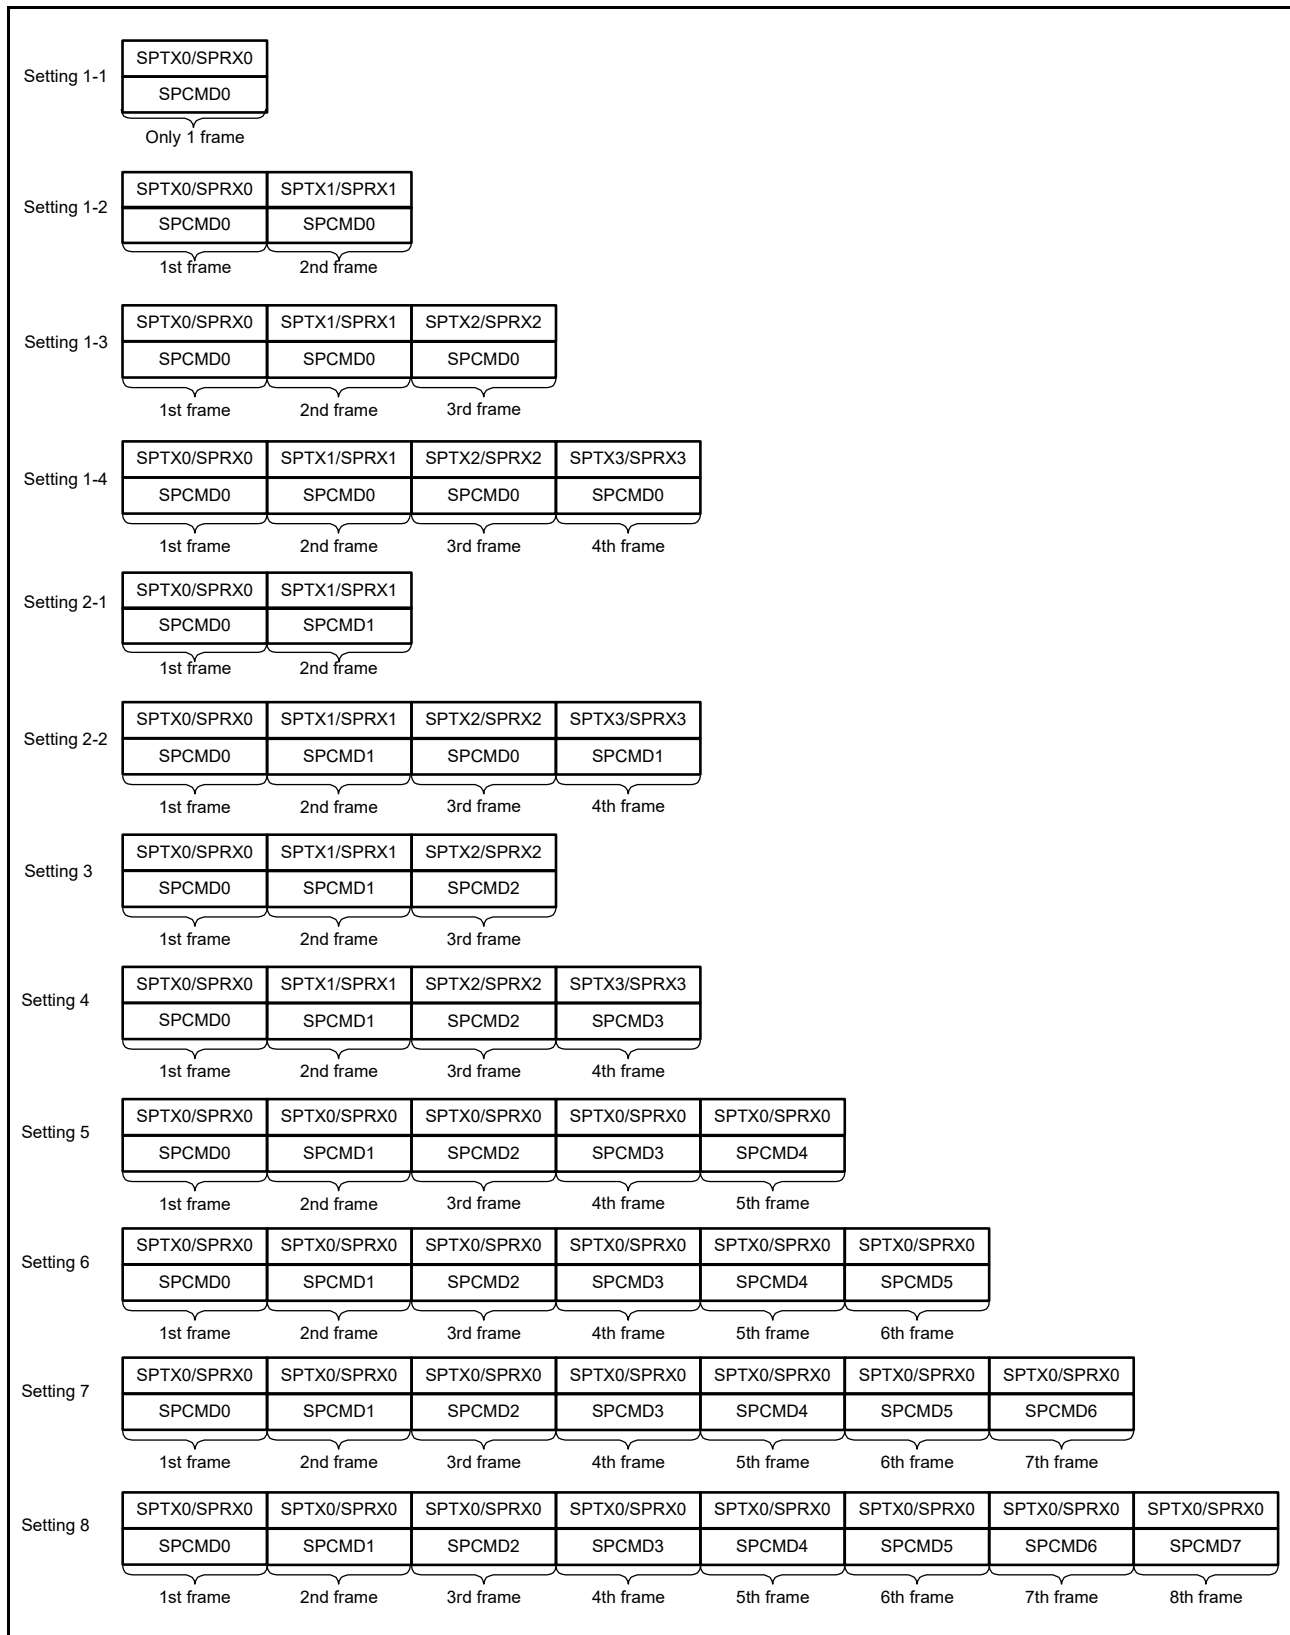 Setting 1-1
SPTX0/SPRX0
SPCMD0
Only 1 frame
Setting 1-2
SPTX0/SPRX0 SPTX1/SPRX1
SPCMD0 SPCMD0
1st frame 2nd frame
Setting 1-3
SPTX0/SPRX0 SPTX1/SPRX1 SPTX2/SPRX2
SPCMD0 SPCMD0 SPCMD0
1st frame 2nd frame 3rd frame
Setting 1-4
SPTX0/SPRX0 SPTX1/SPRX1 SPTX2/SPRX2 SPTX3/SPRX3
SPCMD0 SPCMD0 SPCMD0 SPCMD0
1st frame 2nd frame 3rd frame 4th frame
Setting 2-1
SPTX0/SPRX0 SPTX1/SPRX1
SPCMD0 SPCMD1
1st frame 2nd frame
Setting 2-2
SPTX0/SPRX0 SPTX1/SPRX1 SPTX2/SPRX2 SPTX3/SPRX3
SPCMD0 SPCMD1 SPCMD0 SPCMD1
1st frame 2nd frame 3rd frame 4th frame
Setting 3
SPTX0/SPRX0 SPTX1/SPRX1 SPTX2/SPRX2
SPCMD0 SPCMD1 SPCMD2
1st frame 2nd frame 3rd frame
Setting 4
SPTX0/SPRX0 SPTX1/SPRX1 SPTX2/SPRX2 SPTX3/SPRX3
SPCMD0 SPCMD1 SPCMD2 SPCMD3
1st frame 2nd frame 3rd frame 4th frame
Setting 5
SPTX0/SPRX0 SPTX0/SPRX0 SPTX0/SPRX0 SPTX0/SPRX0 SPTX0/SPRX0
SPCMD0 SPCMD1 SPCMD2 SPCMD3 SPCMD4
1st frame 2nd frame 3rd frame 4th frame 5th frame
Setting 6
SPTX0/SPRX0 SPTX0/SPRX0 SPTX0/SPRX0 SPTX0/SPRX0 SPTX0/SPRX0 SPTX0/SPRX0
SPCMD0 SPCMD1 SPCMD2 SPCMD3 SPCMD4 SPCMD5
1st frame 2nd frame 3rd frame 4th frame 5th frame 6th frame
Setting 7
SPTX0/SPRX0 SPTX0/SPRX0 SPTX0/SPRX0 SPTX0/SPRX0 SPTX0/SPRX0 SPTX0/SPRX0 SPTX0/SPRX0
SPCMD0 SPCMD1 SPCMD2 SPCMD3 SPCMD4 SPCMD5 SPCMD6
1st frame 2nd frame 3rd frame 4th frame 5th frame 6th frame 7th frame
Setting 8
SPTX0/SPRX0 SPTX0/SPRX0 SPTX0/SPRX0 SPTX0/SPRX0 SPTX0/SPRX0 SPTX0/SPRX0 SPTX0/SPRX0 SPTX0/SPRX0
SPCMD0 SPCMD1 SPCMD2 SPCMD3 SPCMD4 SPCMD5 SPCMD6 SPCMD7
1st frame 2nd frame 3rd frame 4th frame 5th frame 6th frame 7th frame 8th frame